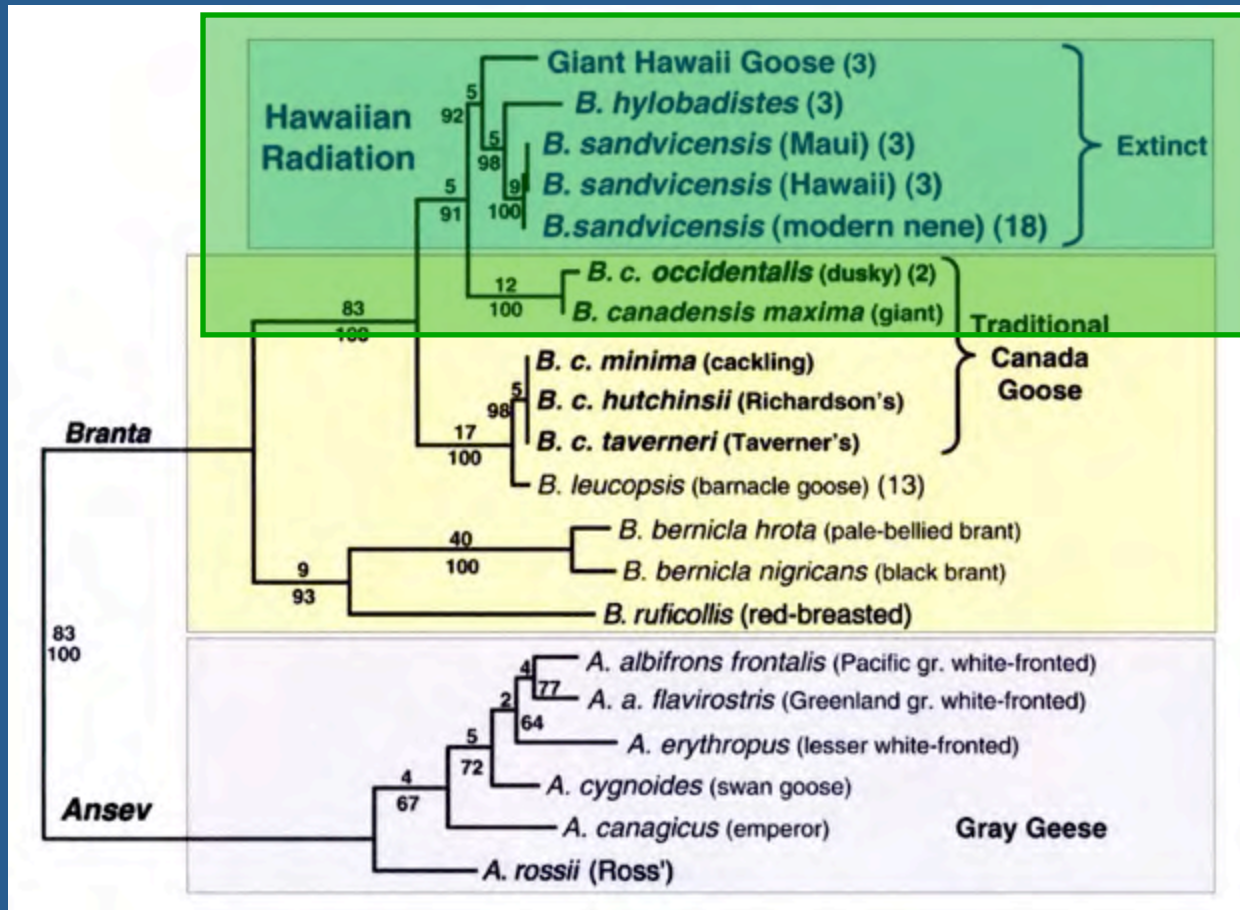 Giant Hawaii Goose (3)
5
92
Hawaiian
Radiation
B. hylobadistes (3)
5
98
B. sandvicensis (Maui) (3)
Extinct
9
100
B. sandvicensis (Hawaii) (3)
5
91
B.sandvicensis (modern nene) (18)
B. c. occidentalis (dusky) (2)
12
100
B. canadensis maxima (giant)
83
100
Traditional
Canada
Goose
B. c. minima (cackling)
5
98
B. c. hutchinsii (Richardson's)
17
100
B. c. taverneri (Taverner's)
Branta
B. leucopsis (barnacle goose) (13)
B. bernicla hrota (pale-bellied brant)
40
100
B. bernicla nigricans (black brant)
9
93
B. ruficollis (red-breasted)
83
100
A. albifrons frontalis (Pacific gr. white-fronted)
4
77
A. a. flavirostris (Greenland gr. white-fronted)
2
64
A. erythropus (lesser white-fronted)
5
72
A. cygnoides (swan goose)
4
67
Ansev
A. canagicus (emperor)
Gray Geese
A. rossii (Ross')